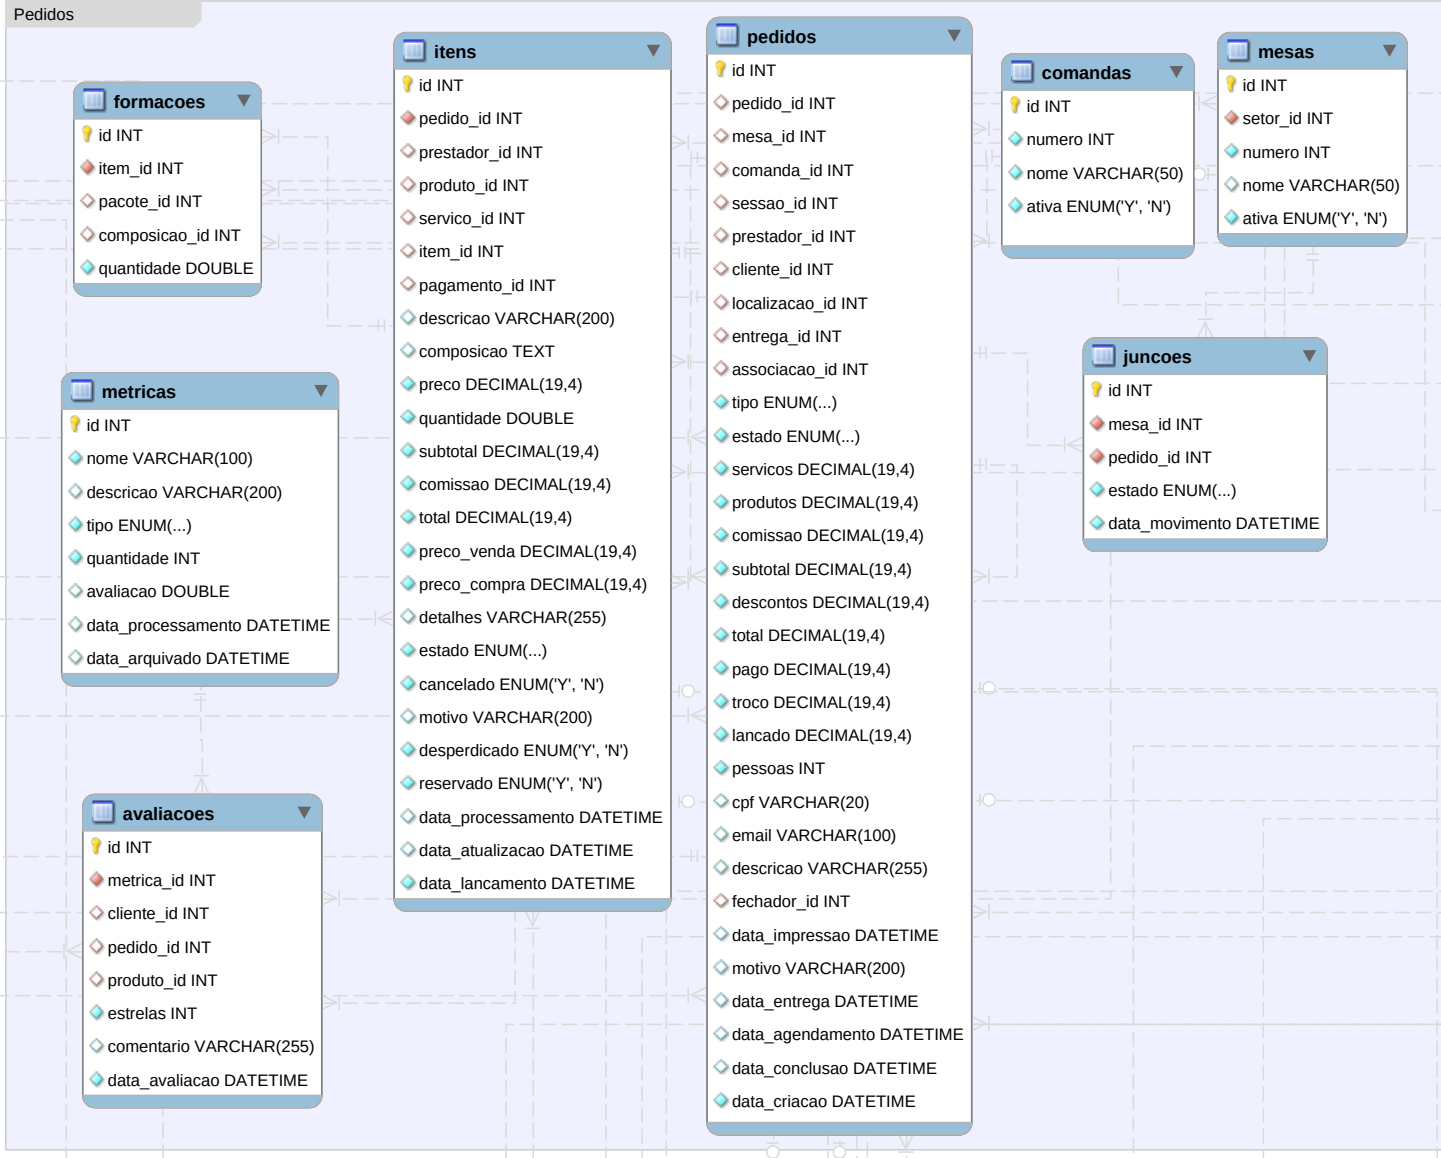 Pedidos
formacoes
id INT
item_id INT
pacote_id INT
composicao_id INT
quantidade DOUBLE
metricas
id INT
nome VARCHAR(100)
descricao VARCHAR(200)
tipo ENUM(...)
quantidade INT
avaliacao DOUBLE
data_processamento DATETIME
data_arquivado DATETIME
avaliacoes
id INT
metrica_id INT
cliente_id INT
pedido_id INT
produto_id INT
estrelas INT
comentario VARCHAR(255)
data_avaliacao DATETIME
itens
id INT
pedido_id INT
prestador_id INT
produto_id INT
servico_id INT
item_id INT
pagamento_id INT
descricao VARCHAR(200)
composicao TEXT
preco DECIMAL(19,4)
quantidade DOUBLE
subtotal DECIMAL(19,4)
comissao DECIMAL(19,4)
total DECIMAL(19,4)
preco_venda DECIMAL(19,4)
preco_compra DECIMAL(19,4)
detalhes VARCHAR(255)
estado ENUM(...)
cancelado ENUM('Y', 'N')
motivo VARCHAR(200)
desperdicado ENUM('Y', 'N')
reservado ENUM('Y', 'N')
data_processamento DATETIME
data_atualizacao DATETIME
data_lancamento DATETIME
pedidos
id INT
pedido_id INT
mesa_id INT
comanda_id INT
sessao_id INT
prestador_id INT
cliente_id INT
localizacao_id INT
entrega_id INT
associacao_id INT
tipo ENUM(...)
estado ENUM(...)
servicos DECIMAL(19,4)
produtos DECIMAL(19,4)
comissao DECIMAL(19,4)
subtotal DECIMAL(19,4)
descontos DECIMAL(19,4)
total DECIMAL(19,4)
pago DECIMAL(19,4)
troco DECIMAL(19,4)
lancado DECIMAL(19,4)
pessoas INT
cpf VARCHAR(20)
email VARCHAR(100)
descricao VARCHAR(255)
fechador_id INT
data_impressao DATETIME
motivo VARCHAR(200)
data_entrega DATETIME
data_agendamento DATETIME
data_conclusao DATETIME
data_criacao DATETIME
comandas
id INT
numero INT
nome VARCHAR(50)
ativa ENUM('Y', 'N')
mesas
id INT
setor_id INT
numero INT
nome VARCHAR(50)
ativa ENUM('Y', 'N')
juncoes
id INT
mesa_id INT
pedido_id INT
estado ENUM(...)
data_movimento DATETIME